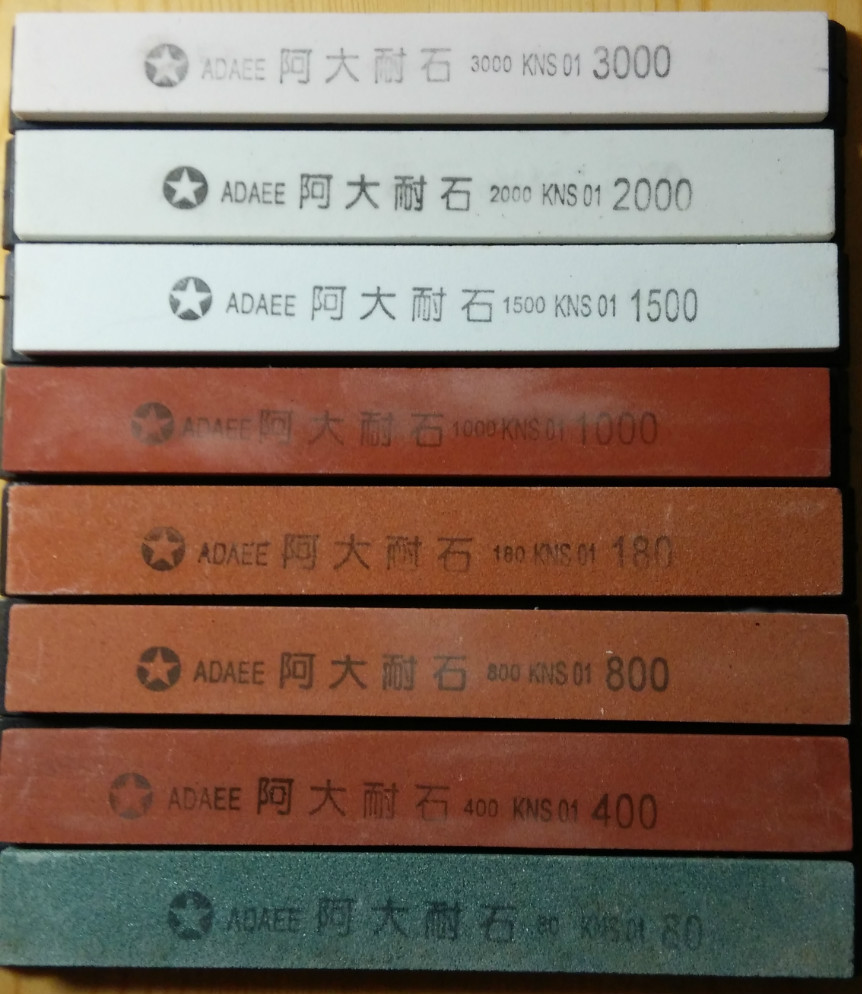 ADAEE 阿大耐石 3000 KNS 01 3000
ADAEE 阿大耐石 2000 KNS 01 2000
ADAEE 阿大耐石 1500 KNS 01 1500
ADAEE 阿大耐石 1000 KNS 01 1000
ADAEE 阿大耐石 180 KNS 01 180
ADAEE 阿大耐石 800 KNS 01 800
ADAEE 阿大耐石 400 KNS 01 400
ADAEE 阿大耐石 80 KNS 01 80